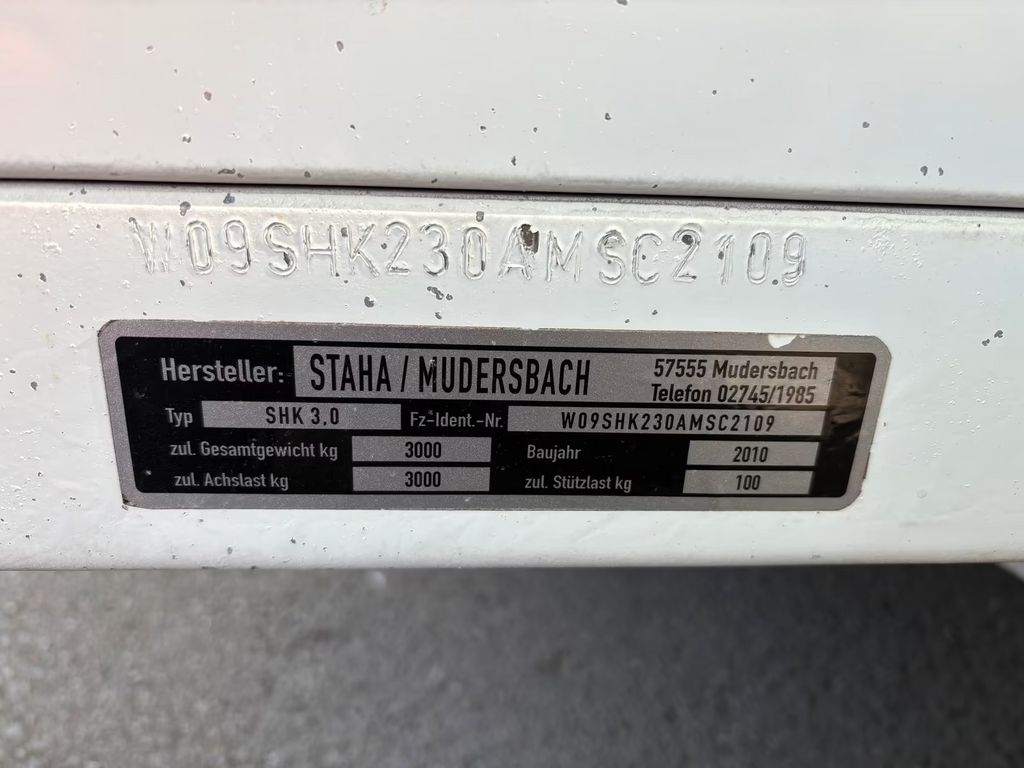 W09SHK230AMSC2109
Hersteller: STAHA / MUDERSBACH 57555 Mudersbach
Telefon 02745/1985
Typ SHK 3,0 Fz-Ident.-Nr. W09SHK230AMSC2109
zul. Gesamtgewicht kg 3000 Baujahr 2010
zul. Achslast kg 3000 zul. Stützlast kg 100